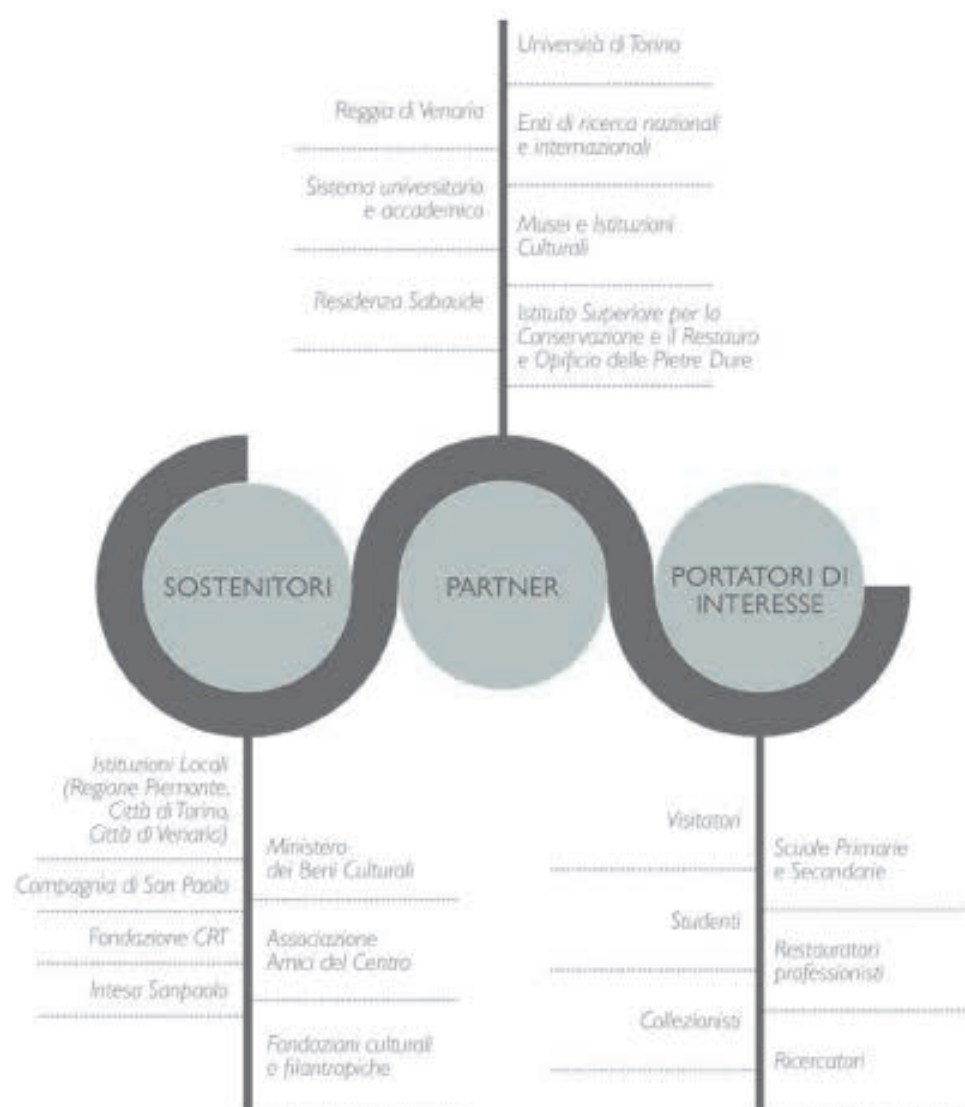 Università di Torino
Reggia di Venaria
Enti di ricerca nazionali
e internazionali
Sistema universitario
e accademico
Musei e Istituzioni
Culturali
Residenza Sabaude
Istituto Superiore per la
Conservazione e il Restauro
e Opificio delle Pietre Dure
SOSTENITORI
PARTNER
PORTATORI DI
INTERESSE
Istituzioni Locali
(Regione Piemonte,
Città di Torino,
Città di Venaria)
Compagnia di San Paolo
Fondazione CRT
Intesa Sanpaolo
Ministero
dei Beni Culturali
Associazione
Amici del Centro
Fondazioni culturali
e filantropiche
Visitatori
Studenti
Collezionisti
Scuole Primarie
e Secondarie
Restauratori
professionisti
Ricercatori